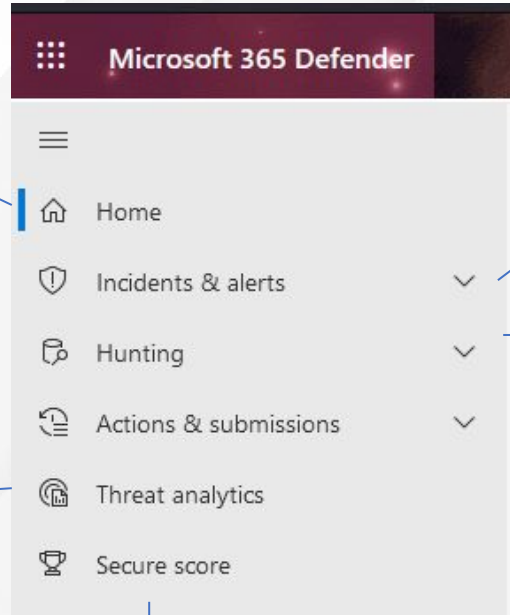 Microsoft 365 Defender
Home
Incidents & alerts
Hunting
Actions & submissions
Threat analytics
Secure score